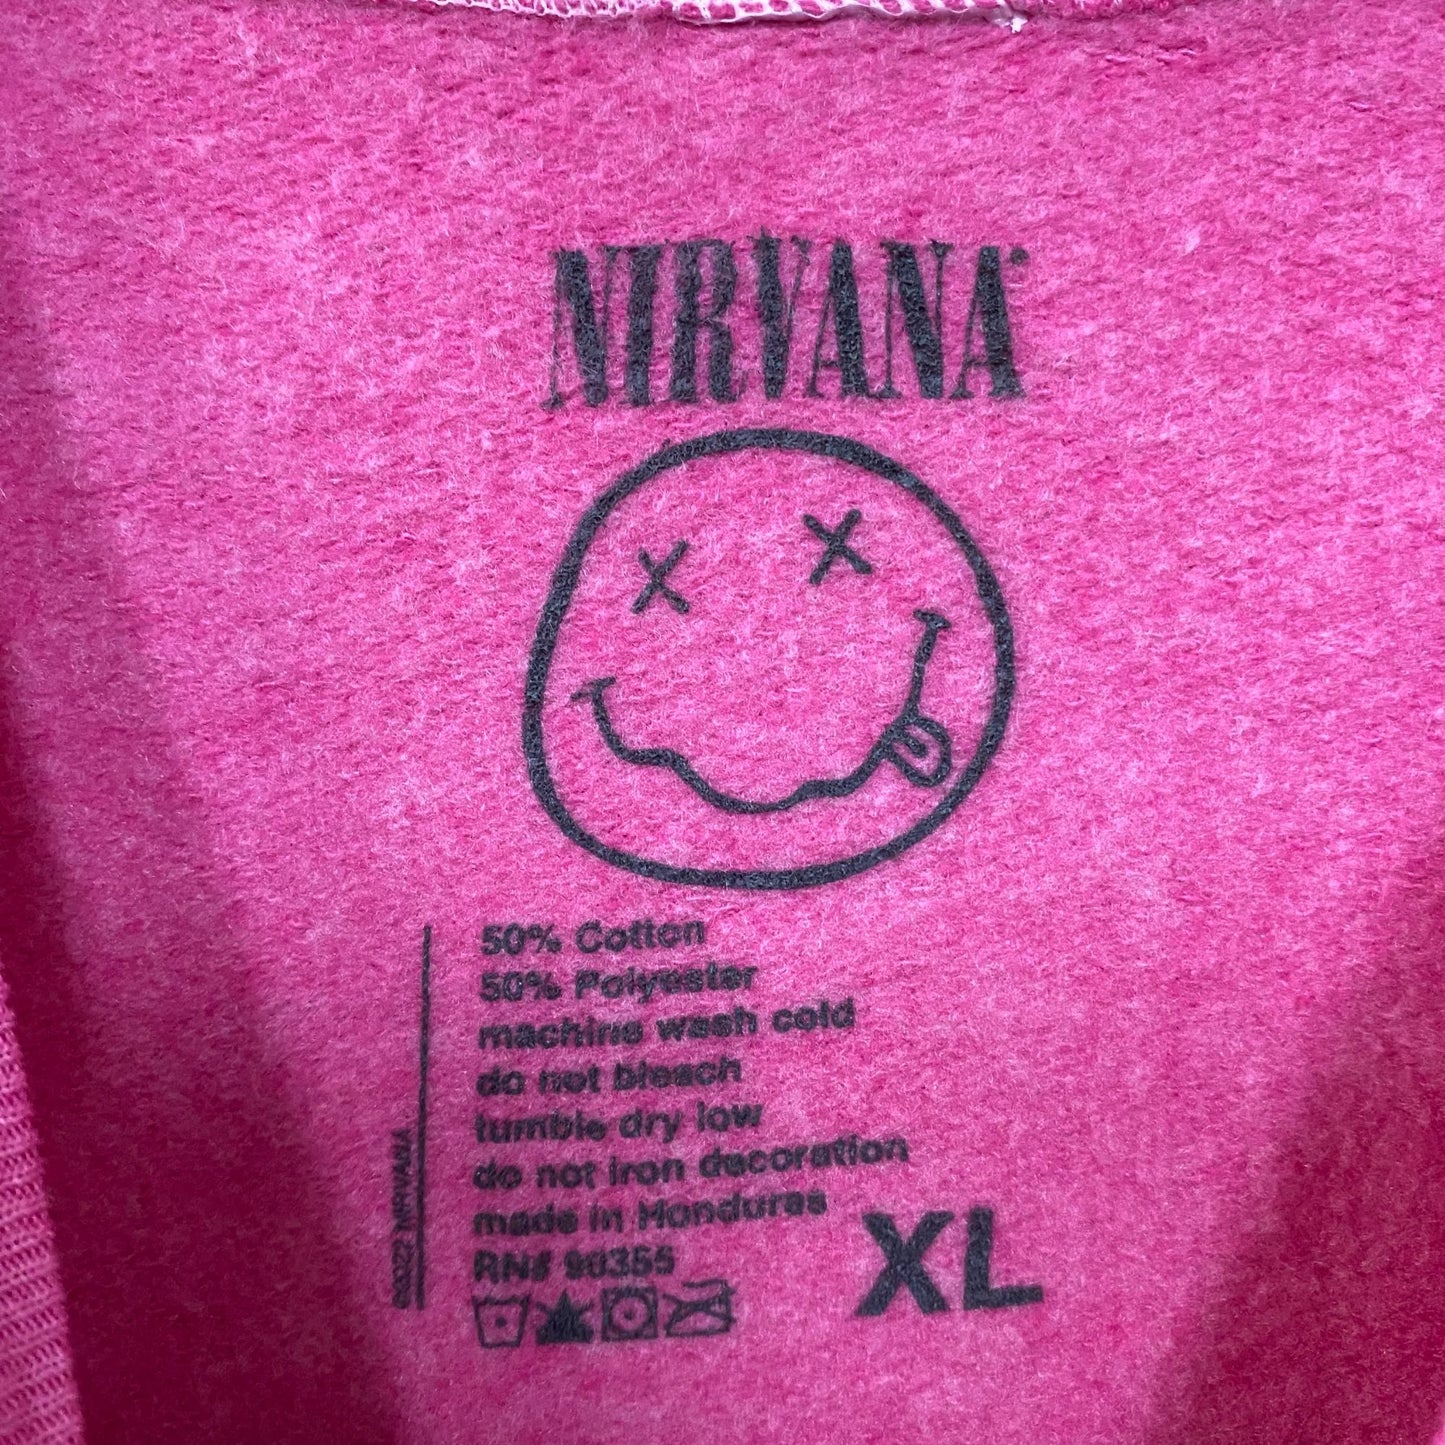 NIRVANA®
50% Cotton
50% Polyester
machine wash cold
do not bleach
tumble dry low
do not iron decoration
made in Honduras
RN# 90355
XL
©2022 NIRVANA